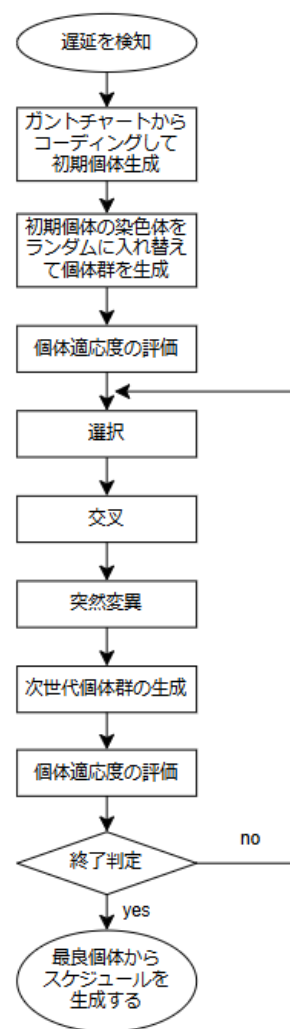 遅延を検知
ガントチャートから
コーディングして
初期個体生成
初期個体の染色体を
ランダムに入れ替え
て個体群を生成
個体適応度の評価
選択
交叉
突然変異
次世代個体群の生成
個体適応度の評価
終了判定
no
yes
最良個体から
スケジュールを
生成する